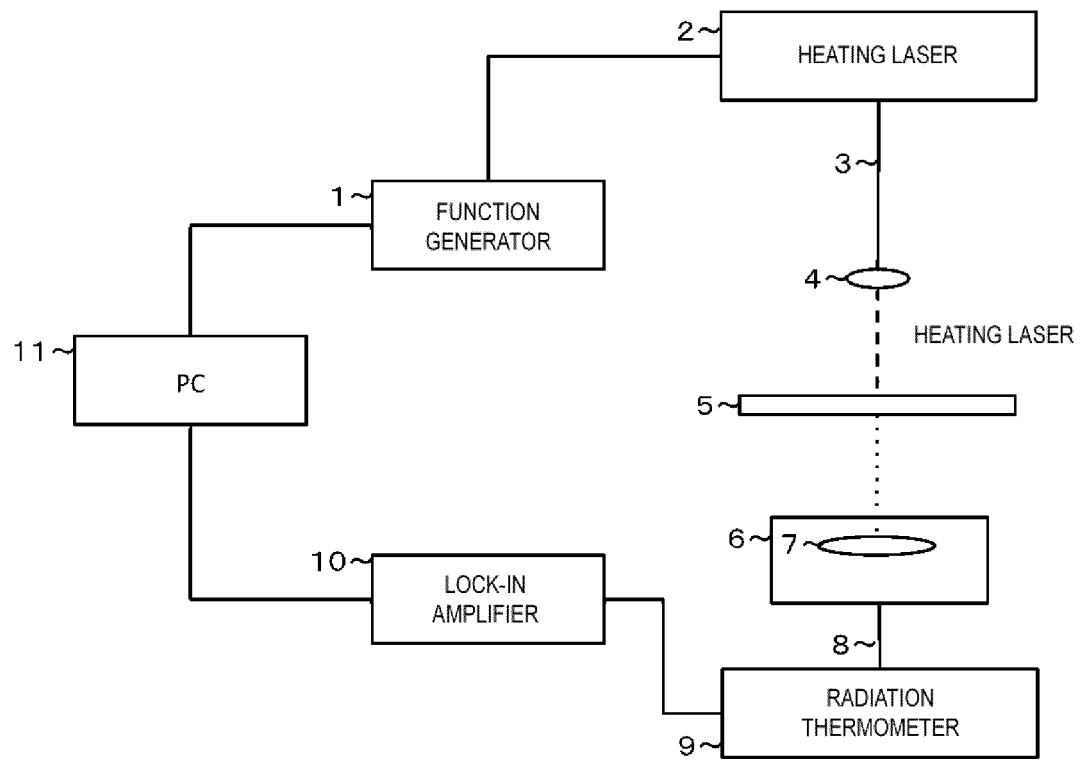 2
HEATING LASER
3
1
FUNCTION
GENERATOR
4
HEATING LASER
11
PC
5
6
7
10
LOCK-IN
AMPLIFIER
8
RADIATION
THERMOMETER
9